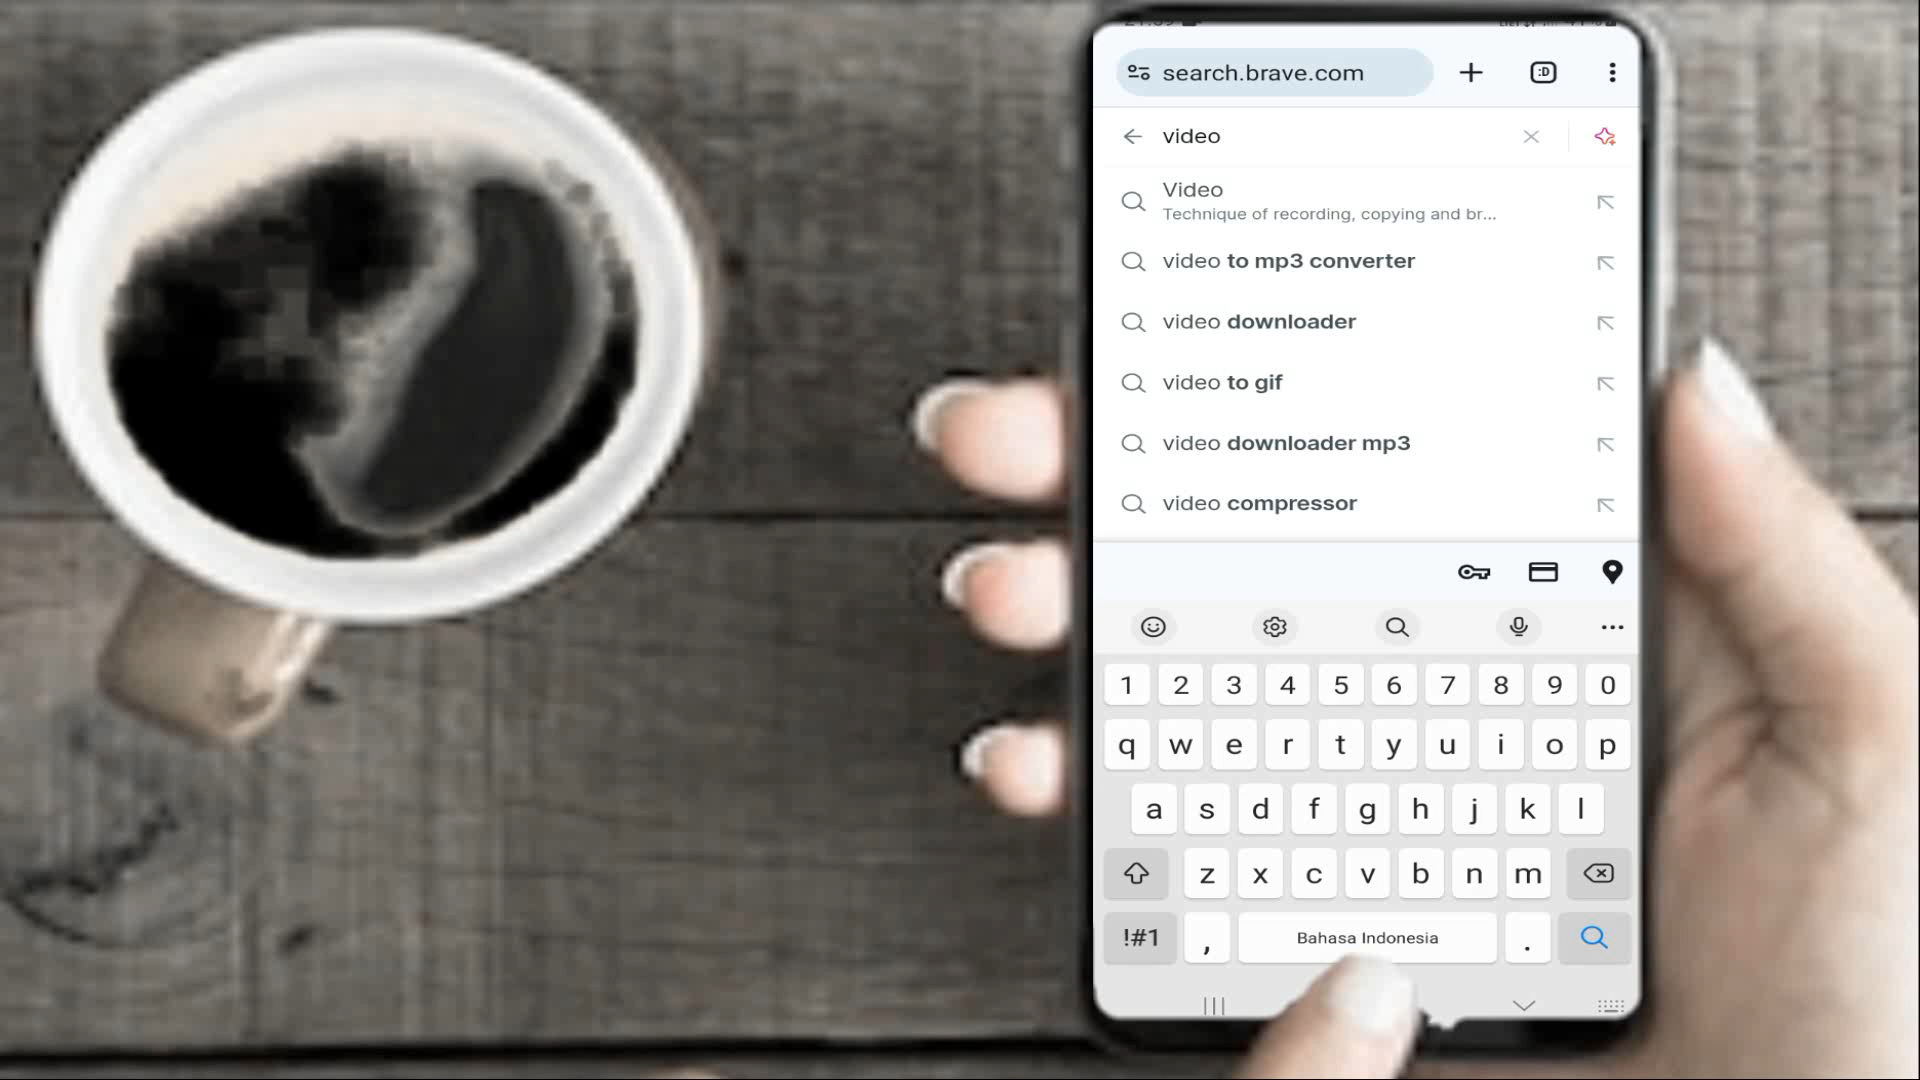 search.brave.com
:D
video
Video
Technique of recording, copying and br...
video to mp3 converter
video downloader
video to gif
video downloader mp3
video compressor
1 2 3 4 5 6 7 8 9 0
q w e r t y u i o p
a s d f g h j k l
z x c v b n m
!#1 , Bahasa Indonesia .